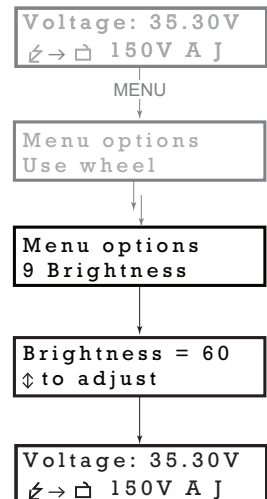 Voltage: 35.30V
→ 150V A J
MENU
Menu options
Use wheel
Menu options
9 Brightness
Brightness = 60
↕ to adjust
Voltage: 35.30V
→ 150V A J